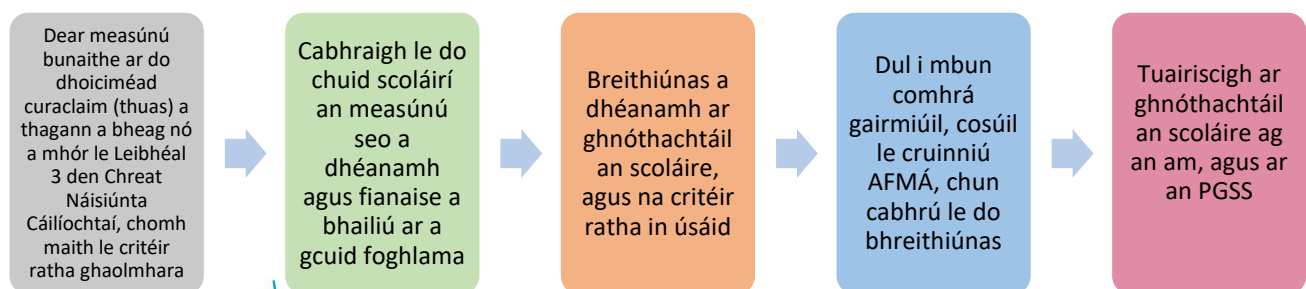 Dear measúnú
bunaithe ar do
dhoiciméad
curaclaim (thuas) a
thagann a bheag nó
a mhór le Leibhéal
3 den Chreat
Náisiúnta
Cáilíochtaí, chomh
maith le critéir
ratha ghaolmhara
Cabhraigh le do
chuid scoláirí
an measúnú
seo a
dhéanamh
agus fianaise a
bhailiú ar a
gcuid foghlama
Breithiúnas a
dhéanamh ar
ghnóthachtáil
an scoláire,
agus na critéir
ratha in úsáid
Dul i mbun
comhrá
gairmiúil, cosúil
le cruinniú
AFMÁ, chun
cabhrú le do
bhreithiúnas
Tuairiscigh ar
ghnóthachtáil
an scoláire ag
an am, agus ar
an PGSS